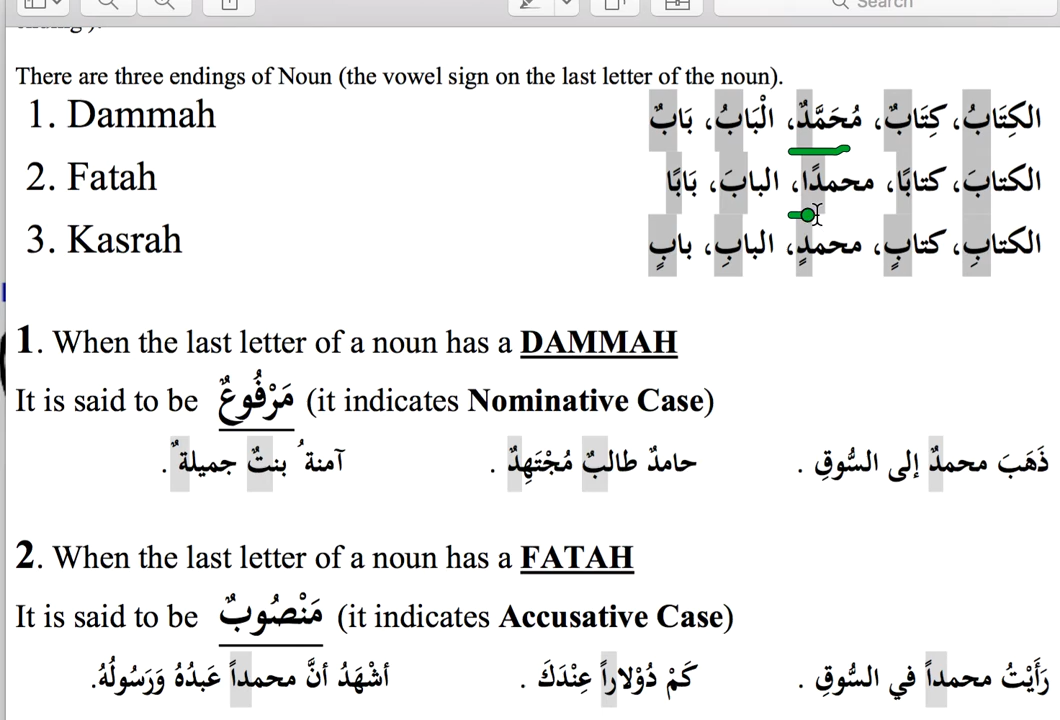 Search
There are three endings of Noun (the vowel sign on the last letter of the noun).
1. Dammah الكِتَابُ، كِتَابٌ، مُحَمَّدٌ، الْبَابُ، بَابٌ
2. Fatah الكتابَ، كتابًا، محمدًا، البابَ، بَابًا
3. Kasrah الكتابِ، كتابٍ، محمدٍ، البابِ، بابٍ
1. When the last letter of a noun has a DAMMAH
It is said to be مَرْفُوعٌ (it indicates Nominative Case)
ذَهَبَ محمدٌ إلى السُّوقِ . حامدٌ طالبٌ مُجْتَهِدٌ . آمنةُ بنتٌ جميلةٌ .
2. When the last letter of a noun has a FATAH
It is said to be مَنْصُوبٌ (it indicates Accusative Case)
رَأَيْتُ محمداً في السُّوقِ . كَمْ دُوْلاراً عِنْدَكَ . أشْهَدُ أنَّ محمداً عَبدُهُ وَرَسُولُهُ.